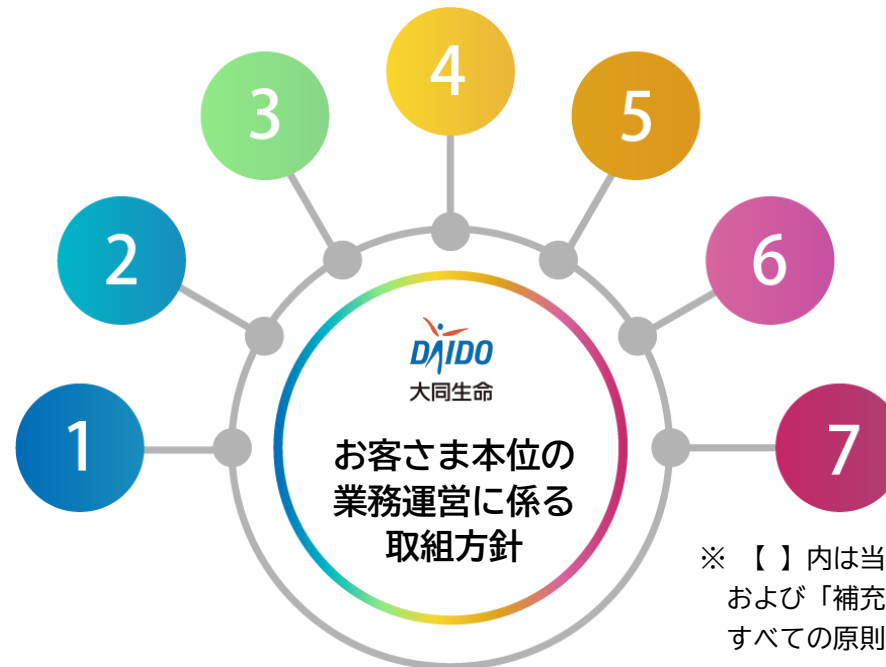 1
2
3
4
5
6
7
DAIDO
大同生命
お客さま本位の
業務運営に係る
取組方針
※ 【 】内は当
および「補充
すべての原則